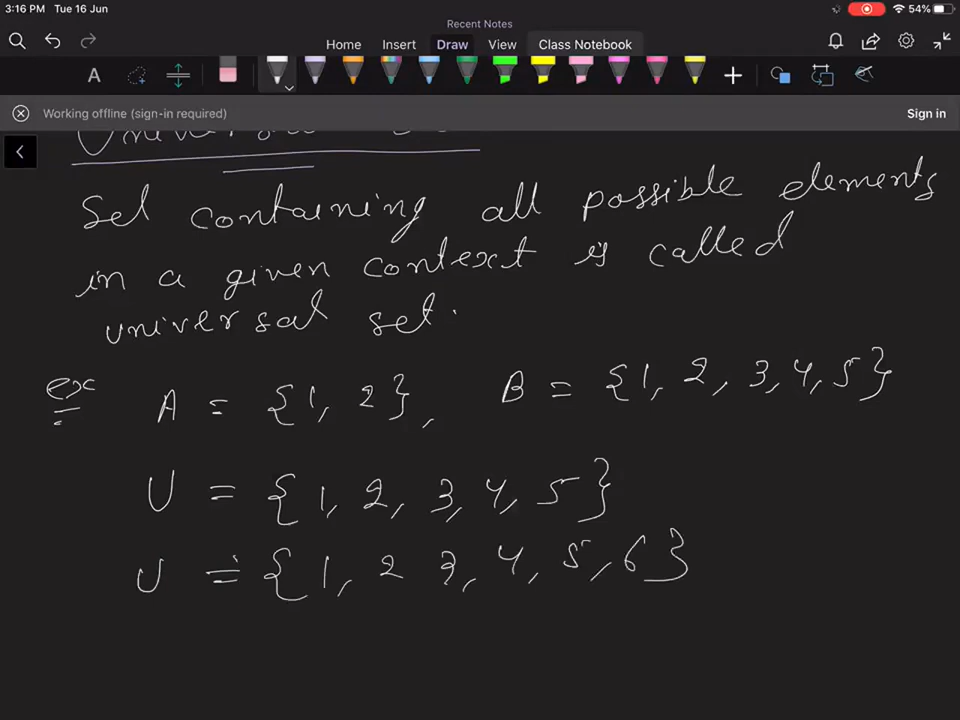 3:16 PM Tue 16 Jun
54%
Recent Notes
Home Insert Draw View Class Notebook
A
Working offline (sign-in required) Sign in
Set containing all possible elements
in a given context is called
universal set.
ex A = {1, 2}, B = {1, 2, 3, 4, 5}
U = {1, 2, 3, 4, 5}
U = {1, 2 3, 4, 5, 6}